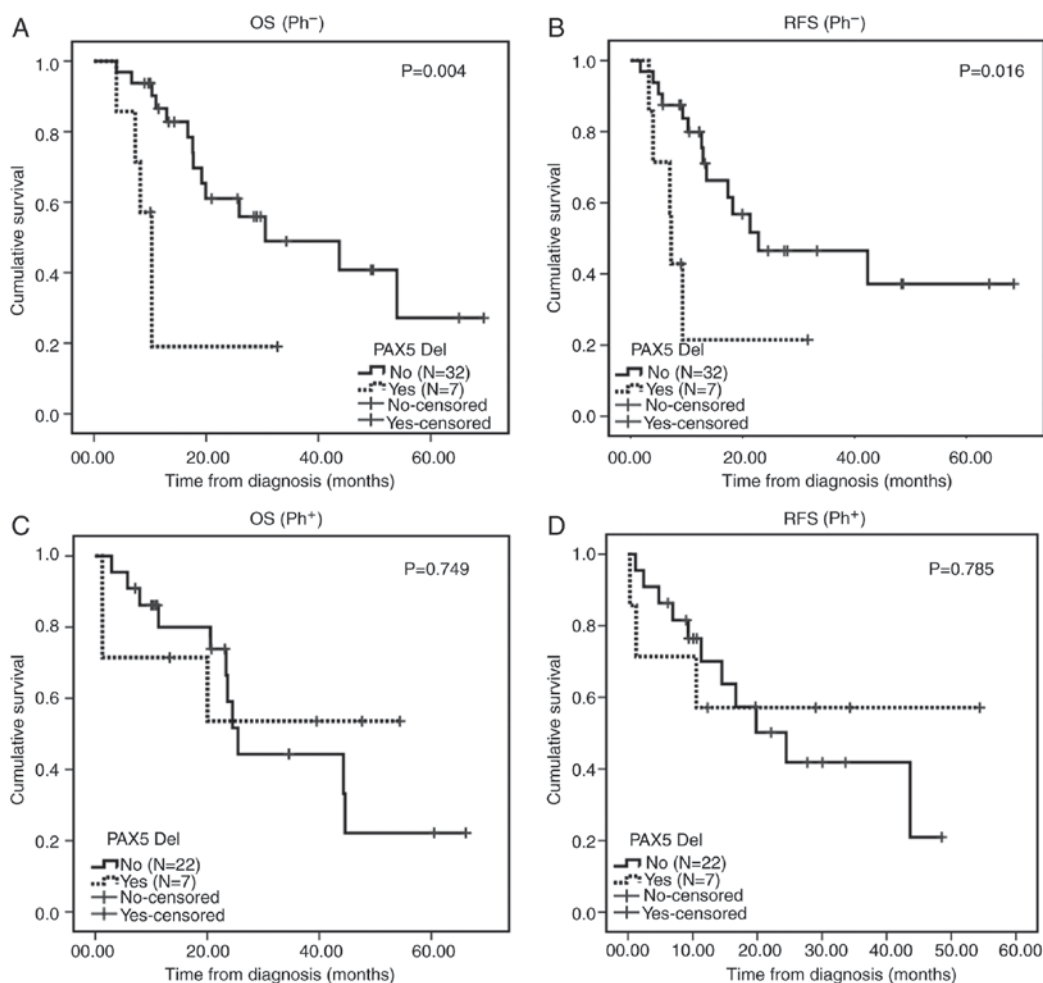 A
OS (Ph⁻)
P=0.004
Cumulative survival
1.0
0.8
0.6
0.4
0.2
0.0
PAX5 Del
No (N=32)
Yes (N=7)
No-censored
Yes-censored
00.00 20.00 40.00 60.00
Time from diagnosis (months)
B
RFS (Ph⁻)
P=0.016
Cumulative survival
1.0
0.8
0.6
0.4
0.2
0.0
PAX5 Del
No (N=32)
Yes (N=7)
No-censored
Yes-censored
00.00 20.00 40.00 60.00
Time from diagnosis (months)
C
OS (Ph⁺)
P=0.749
Cumulative survival
1.0
0.8
0.6
0.4
0.2
0.0
PAX5 Del
No (N=22)
Yes (N=7)
No-censored
Yes-censored
00.00 20.00 40.00 60.00
Time from diagnosis (months)
D
RFS (Ph⁺)
P=0.785
Cumulative survival
1.0
0.8
0.6
0.4
0.2
0.0
PAX5 Del
No (N=22)
Yes (N=7)
No-censored
Yes-censored
00.00 10.00 20.00 30.00 40.00 50.00 60.00
Time from diagnosis (months)